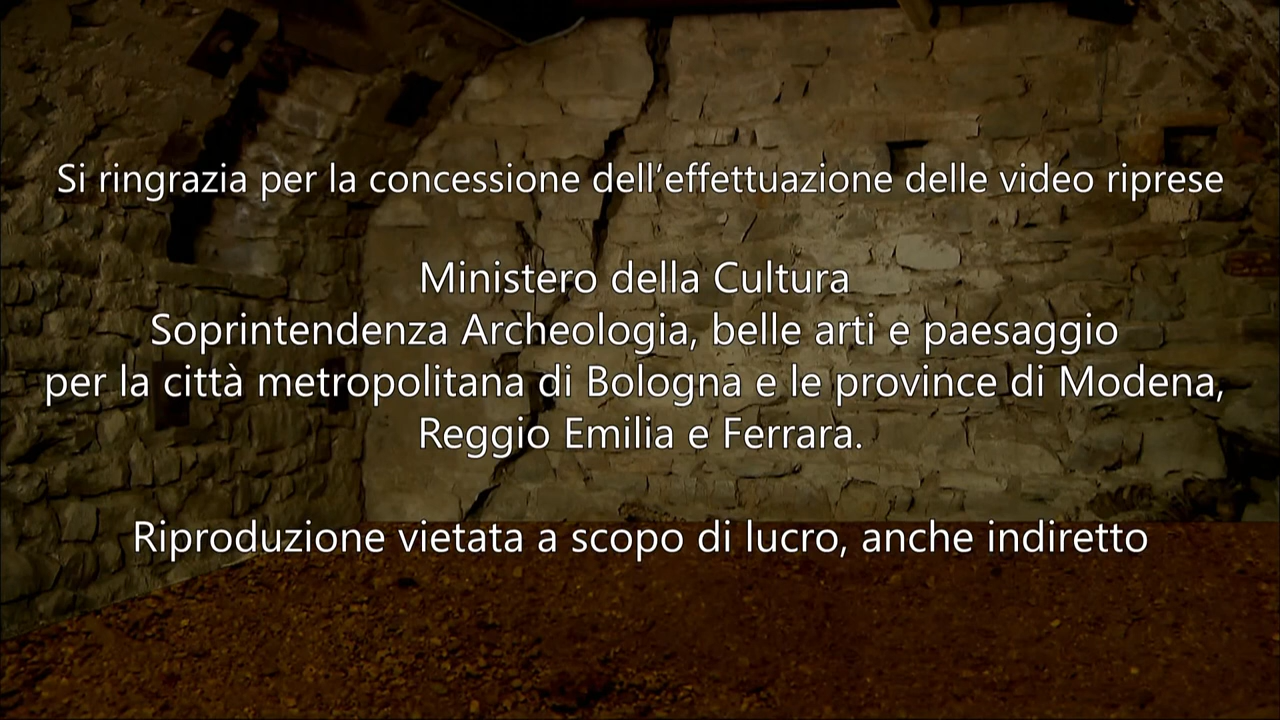 Si ringrazia per la concessione dell’effettuazione delle video riprese
Ministero della Cultura
Soprintendenza Archeologia, belle arti e paesaggio
per la città metropolitana di Bologna e le province di Modena,
Reggio Emilia e Ferrara.
Riproduzione vietata a scopo di lucro, anche indiretto